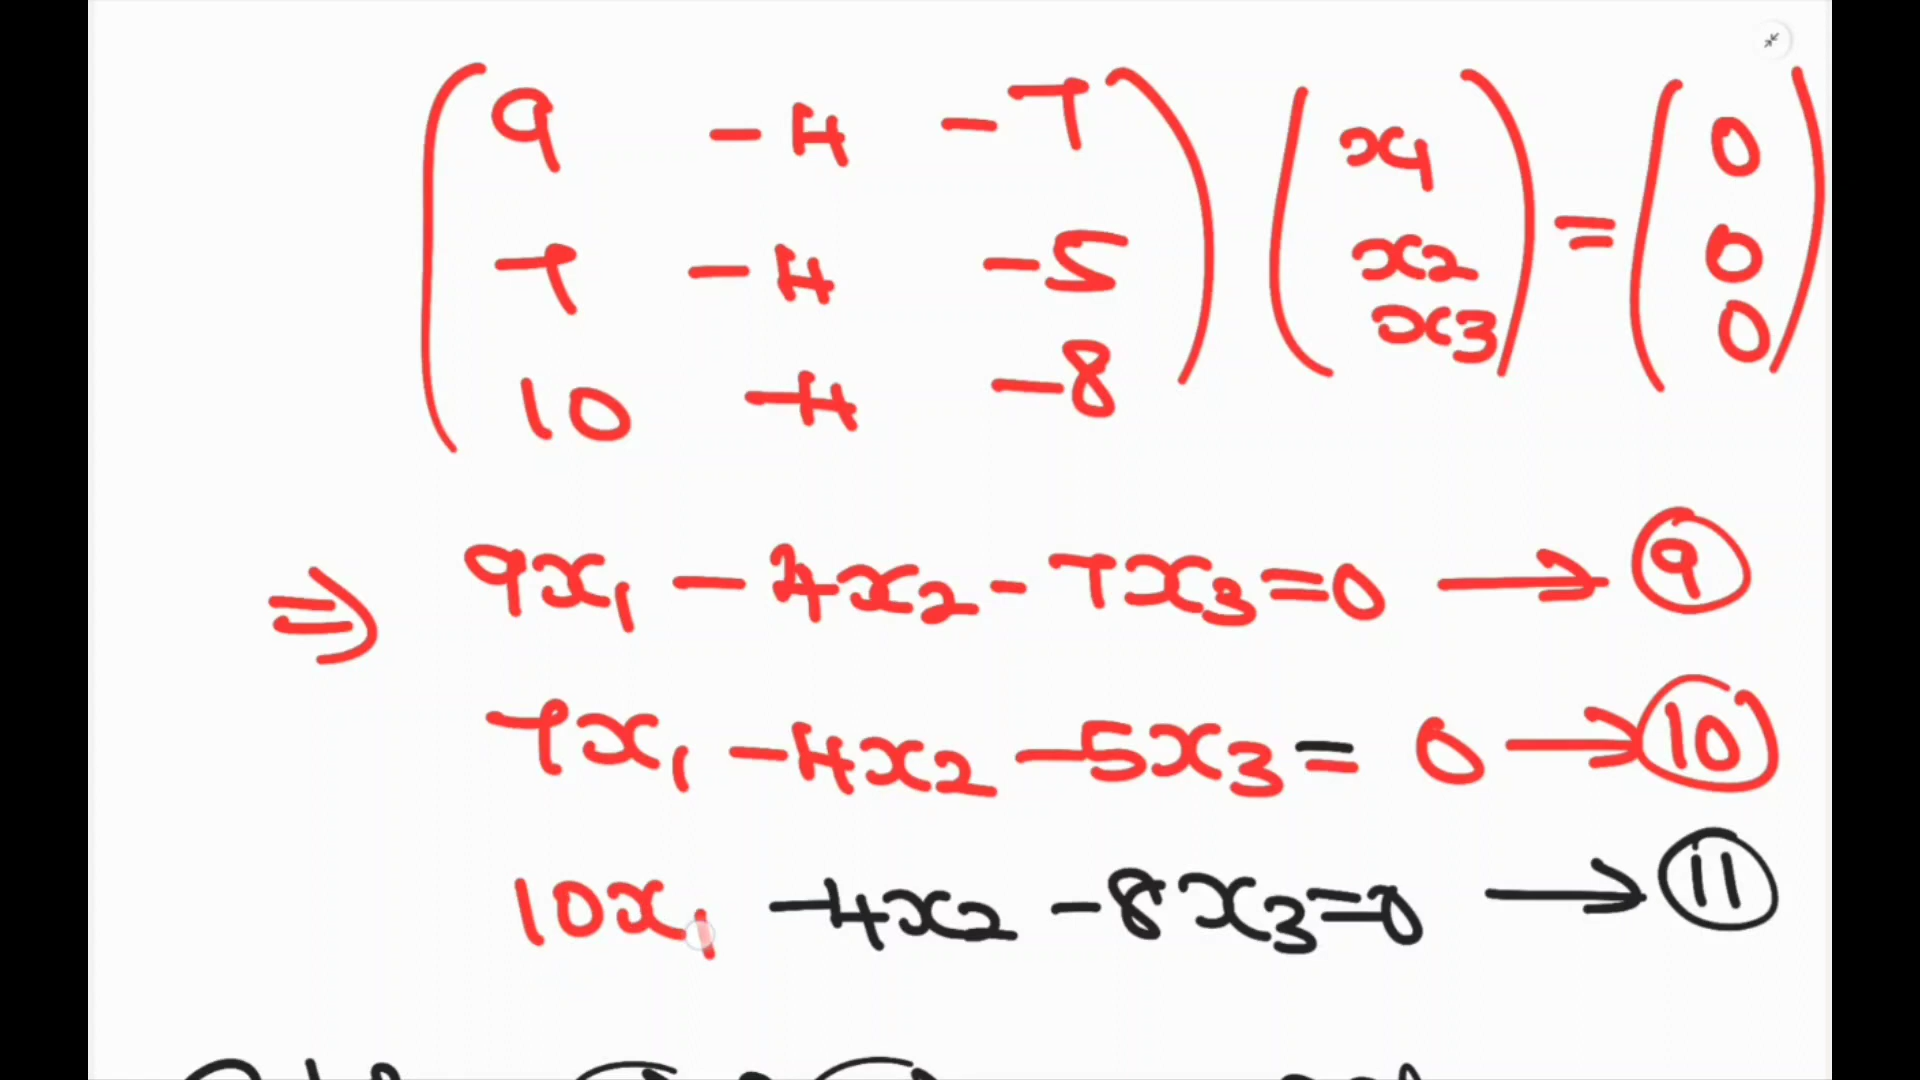 ( 9 -4 -7 ) ( x1 ) = ( 0 )
( 7 -4 -5 ) ( x2 ) ( 0 )
( 10 -4 -8 ) ( x3 ) ( 0 )
⇒ 9x1 - 4x2 - 7x3 = 0 → 9
7x1 - 4x2 - 5x3 = 0 → 10
10x1 - 4x2 - 8x3 = 0 → 11